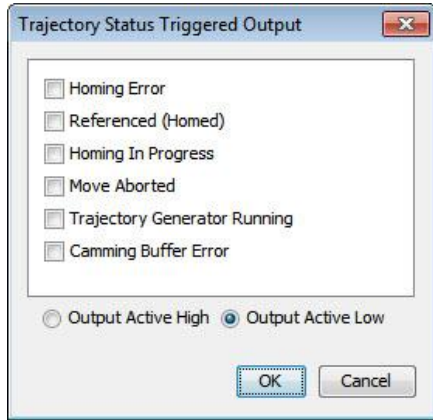 Trajectory Status Triggered Output
Homing Error
Referenced (Homed)
Homing In Progress
Move Aborted
Trajectory Generator Running
Camming Buffer Error
Output Active High Output Active Low
OK Cancel